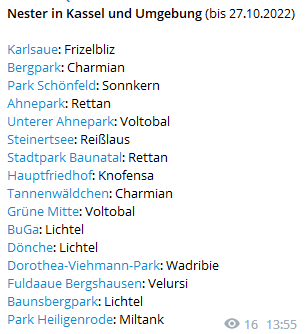 Nester in Kassel und Umgebung (bis 27.10.2022)
Karlsaue: Frizelbliz
Bergpark: Charmian
Park Schönfeld: Sonnkern
Ahnepark: Rettan
Unterer Ahnepark: Voltobal
Steinertsee: Reißlaus
Stadtpark Baunatal: Rettan
Hauptfriedhof: Knofensa
Tannenwäldchen: Charmian
Grüne Mitte: Voltobal
BuGa: Lichtel
Dönche: Lichtel
Dorothea-Viehmann-Park: Wadribie
Fuldaaue Bergshausen: Velursi
Baunsbergpark: Lichtel
Park Heiligenrode: Miltank
16 13:55